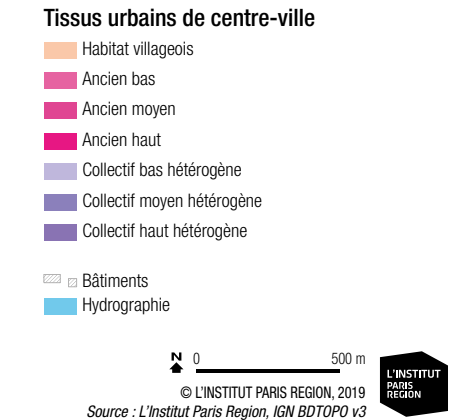 Tissus urbains de centre-ville
Habitat villageois
Ancien bas
Ancien moyen
Ancien haut
Collectif bas hétérogène
Collectif moyen hétérogène
Collectif haut hétérogène
Bâtiments
Hydrographie
N 0 500 m
© L'INSTITUT PARIS REGION, 2019
Source : L'Institut Paris Region, IGN BDTOPO v3
L'INSTITUT
PARIS
REGION